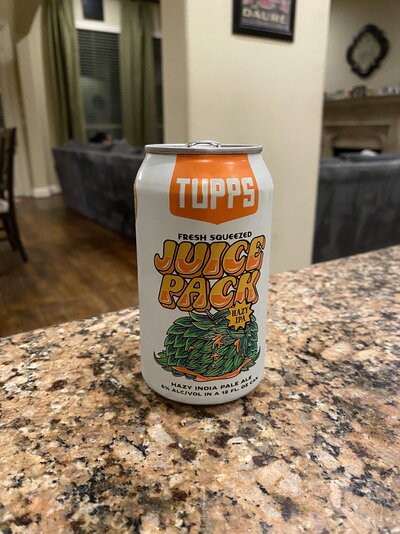 DAURE
TUPPS
FRESH SQUEEZED
JUICE
PACK
HAZY
IPA
HAZY INDIA PALE ALE
6% ALC/VOL IN A 12 FL OZ CAN